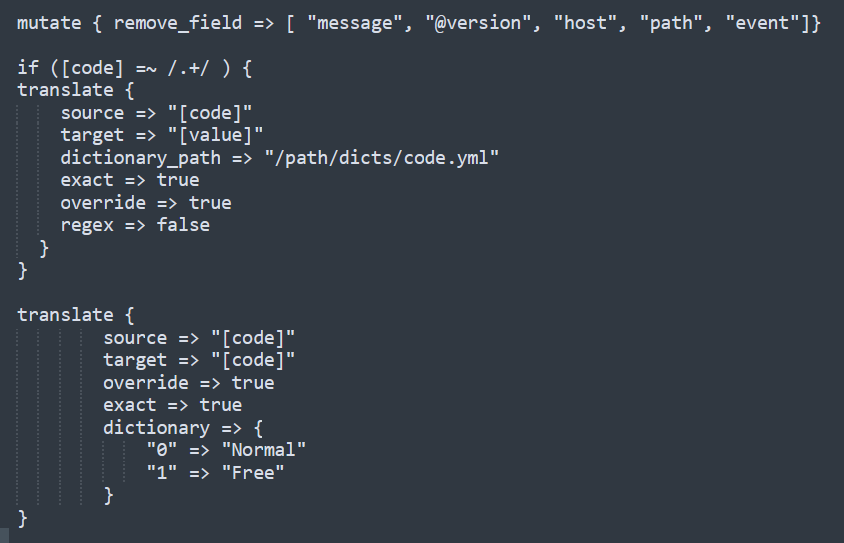 mutate { remove_field => [ "message", "@version", "host", "path", "event"]}
if ([code] =~ /.+/ ) {
translate {
source => "[code]"
target => "[value]"
dictionary_path => "/path/dicts/code.yml"
exact => true
override => true
regex => false
}
}
translate {
source => "[code]"
target => "[code]"
override => true
exact => true
dictionary => {
"0" => "Normal"
"1" => "Free"
}
}